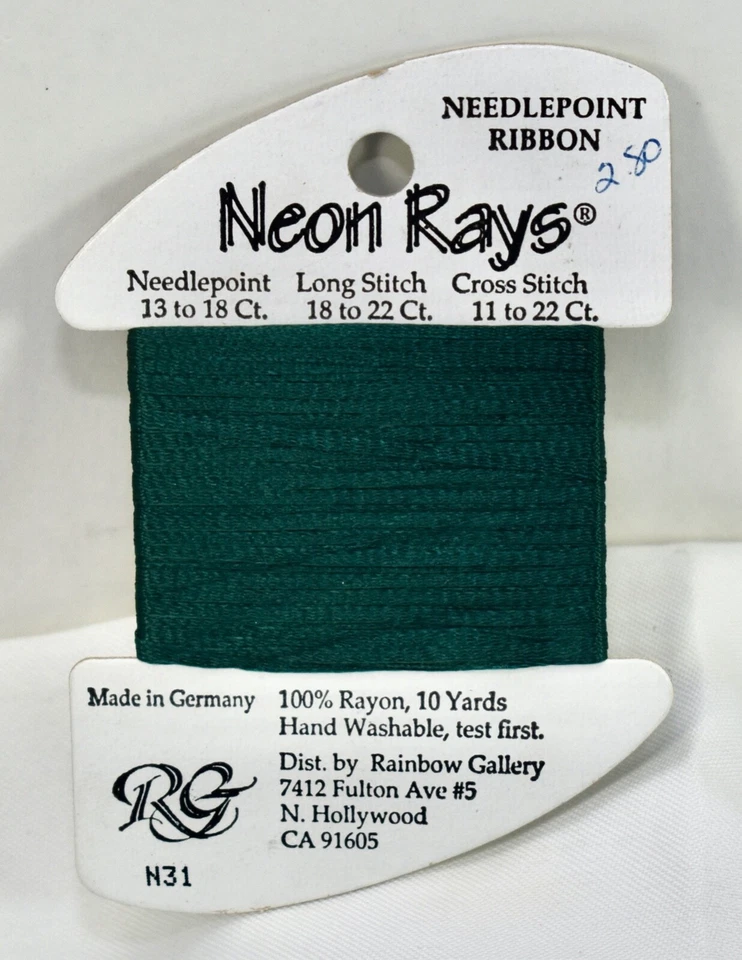 NEEDLEPOINT
RIBBON
2.80
Neon Rays®
Needlepoint Long Stitch Cross Stitch
13 to 18 Ct. 18 to 22 Ct. 11 to 22 Ct.
Made in Germany
100% Rayon, 10 Yards
Hand Washable, test first.
Dist. by Rainbow Gallery
7412 Fulton Ave #5
N. Hollywood
CA 91605
RG
N31